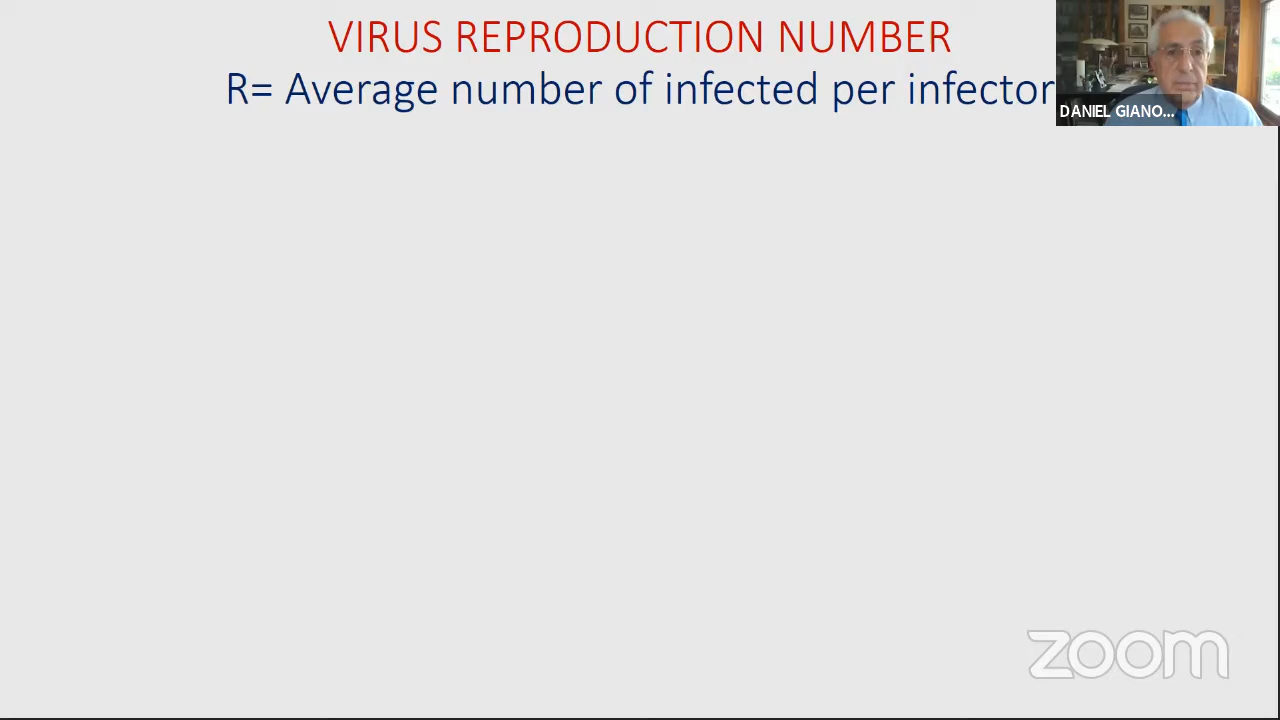 VIRUS REPRODUCTION NUMBER
R= Average number of infected per infector
DANIEL GIANO...
zoom